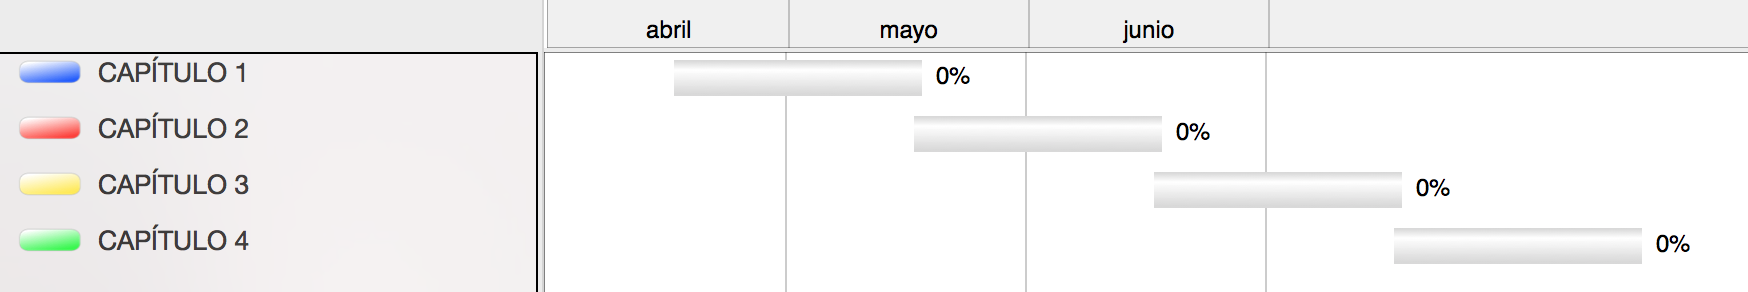 abril mayo junio
CAPÍTULO 1 0%
CAPÍTULO 2 0%
CAPÍTULO 3 0%
CAPÍTULO 4 0%